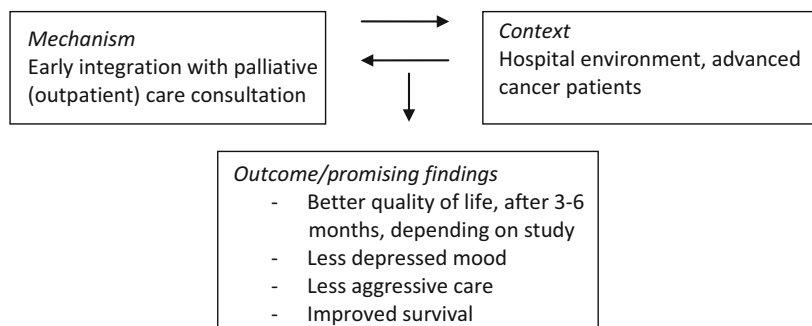 Mechanism
Early integration with palliative
(outpatient) care consultation
Context
Hospital environment, advanced
cancer patients
Outcome/promising findings
- Better quality of life, after 3-6
months, depending on study
- Less depressed mood
- Less aggressive care
- Improved survival